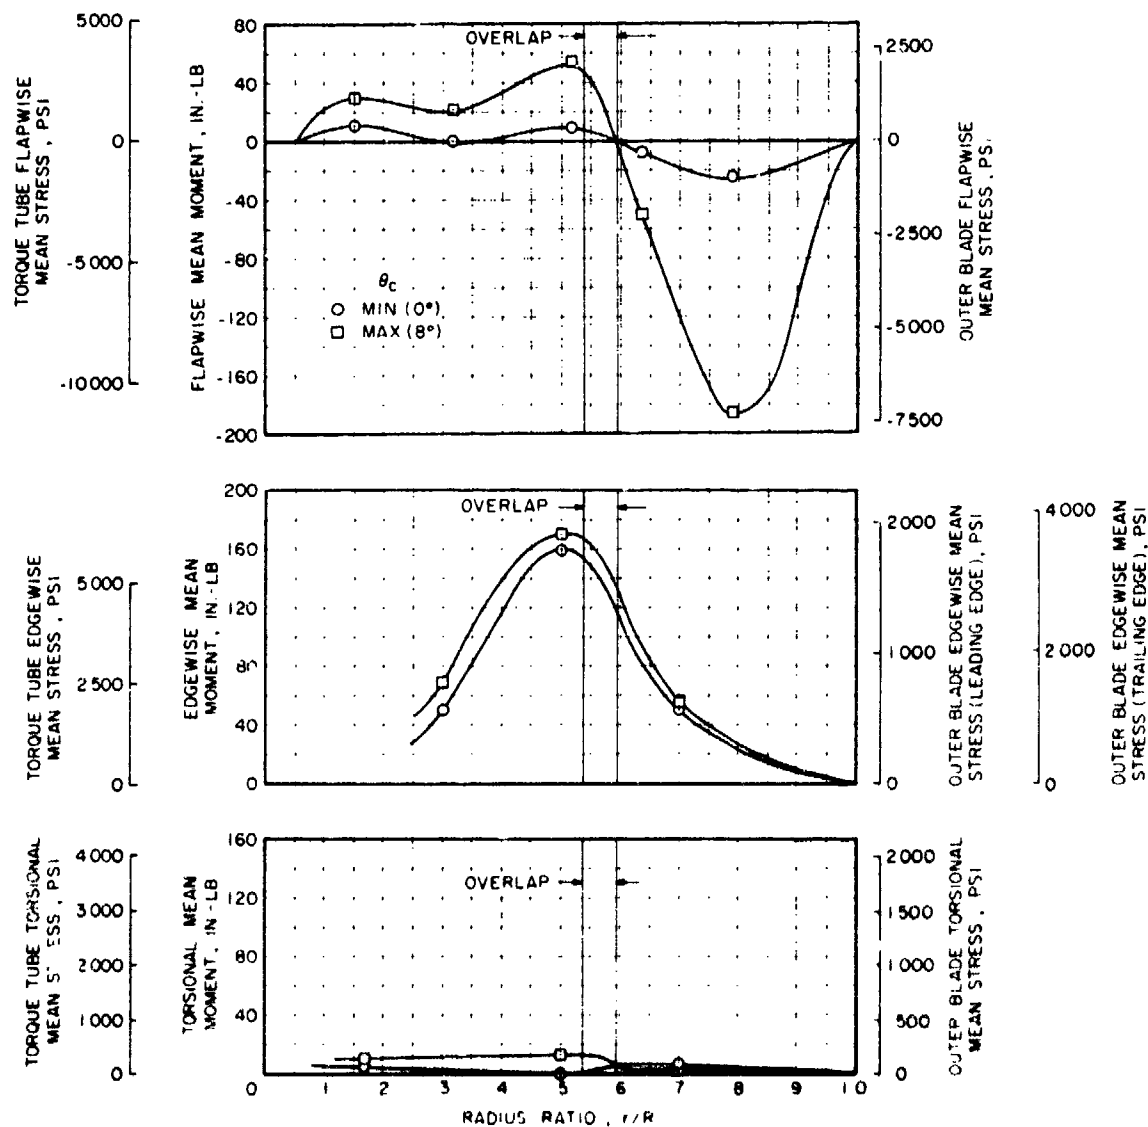 TORQUE TUBE FLAPWISE
MEAN STRESS, PSI
5000
0
-5000
-10000
FLAPWISE MEAN MOMENT, IN.-LB
80
40
0
-40
-80
-120
-160
-200
OVERLAP
θc
MIN (0°)
MAX (8°)
2500
0
-2500
-5000
-7500
OUTER BLADE FLAPWISE
MEAN STRESS, PS.
TORQUE TUBE EDGEWISE
MEAN STRESS, PSI
5000
2500
0
EDGEWISE MEAN
MOMENT, IN.-LB
200
160
120
80
40
0
OVERLAP
2000
1000
0
OUTER BLADE EDGEWISE MEAN
STRESS (LEADING EDGE), PSI
4000
2000
0
OUTER BLADE EDGEWISE MEAN
STRESS (TRAILING EDGE), PSI
TORQUE TUBE TORSIONAL
MEAN ST ESS, PSI
4000
3000
2000
1000
0
TORSIONAL MEAN
MOMENT, IN-LB
160
120
80
40
OVERLAP
2000
1500
1000
500
0
OUTER BLADE TORSIONAL
MEAN STRESS, PSI
0 .1 .2 .3 .4 .5 .6 .7 .8 .9 1.0
RADIUS RATIO, r/R